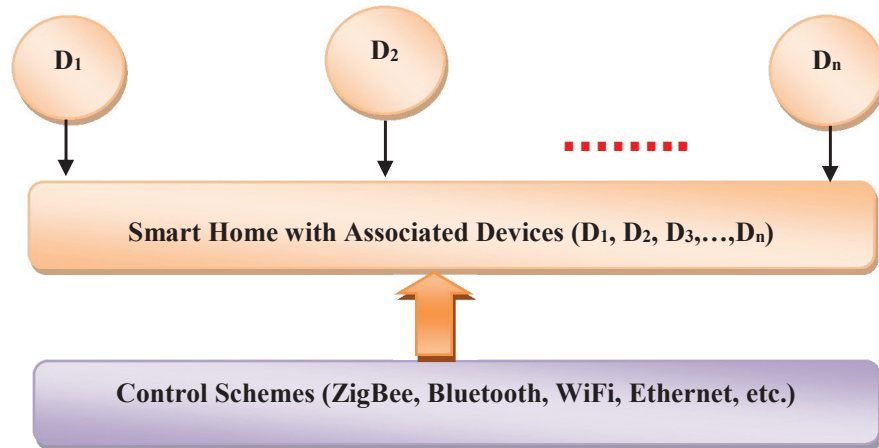 D₁
D₂
Dₙ
Smart Home with Associated Devices (D₁, D₂, D₃,…,Dₙ)
Control Schemes (ZigBee, Bluetooth, WiFi, Ethernet, etc.)